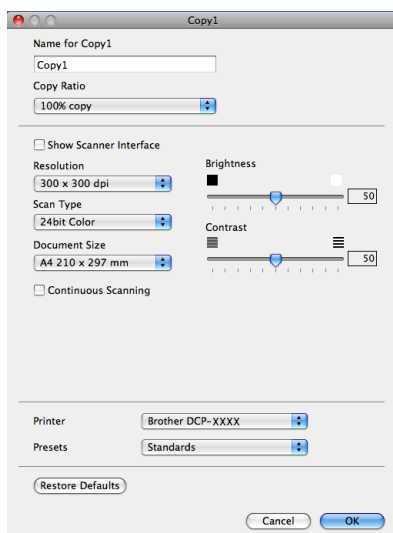 Copy1
Name for Copy1
Copy1
Copy Ratio
100% copy
Show Scanner Interface
Resolution
300 x 300 dpi
Scan Type
24bit Color
Document Size
A4 210 x 297 mm
Continuous Scanning
Brightness
50
Contrast
50
Printer
Brother DCP-XXXX
Presets
Standards
Restore Defaults
Cancel
OK